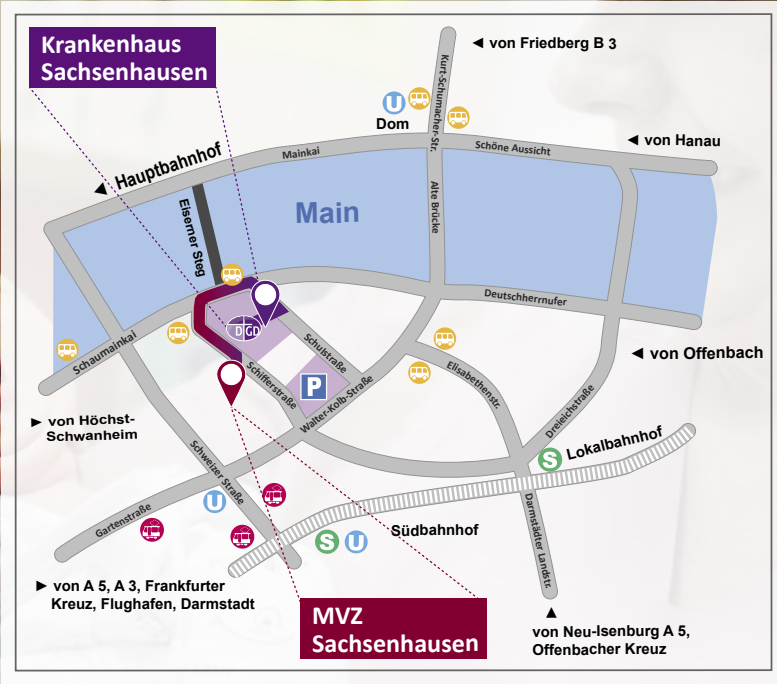 Krankenhaus
Sachsenhausen
◄ von Friedberg B 3
Kurt-Schumacher-Str.
U
Dom
◄ von Hanau
Schöne Aussicht
Mainkai
◄ Hauptbahnhof
Eiserner Steg
Main
Alte Brücke
Deutschherrnufer
◄ von Offenbach
Schaumainkai
DGD
Schulstraße
P
Schifferstraße
Walter-Kolb-Straße
Elisabethenstr.
Dreieichstraße
► von Höchst-
Schwanheim
Schweizer Straße
S
Lokalbahnhof
Gartenstraße
U
Südbahnhof
S U
Darmstädter Landstr.
► von A 5, A 3, Frankfurter
Kreuz, Flughafen, Darmstadt
MVZ
Sachsenhausen
▲
von Neu-Isenburg A 5,
Offenbacher Kreuz